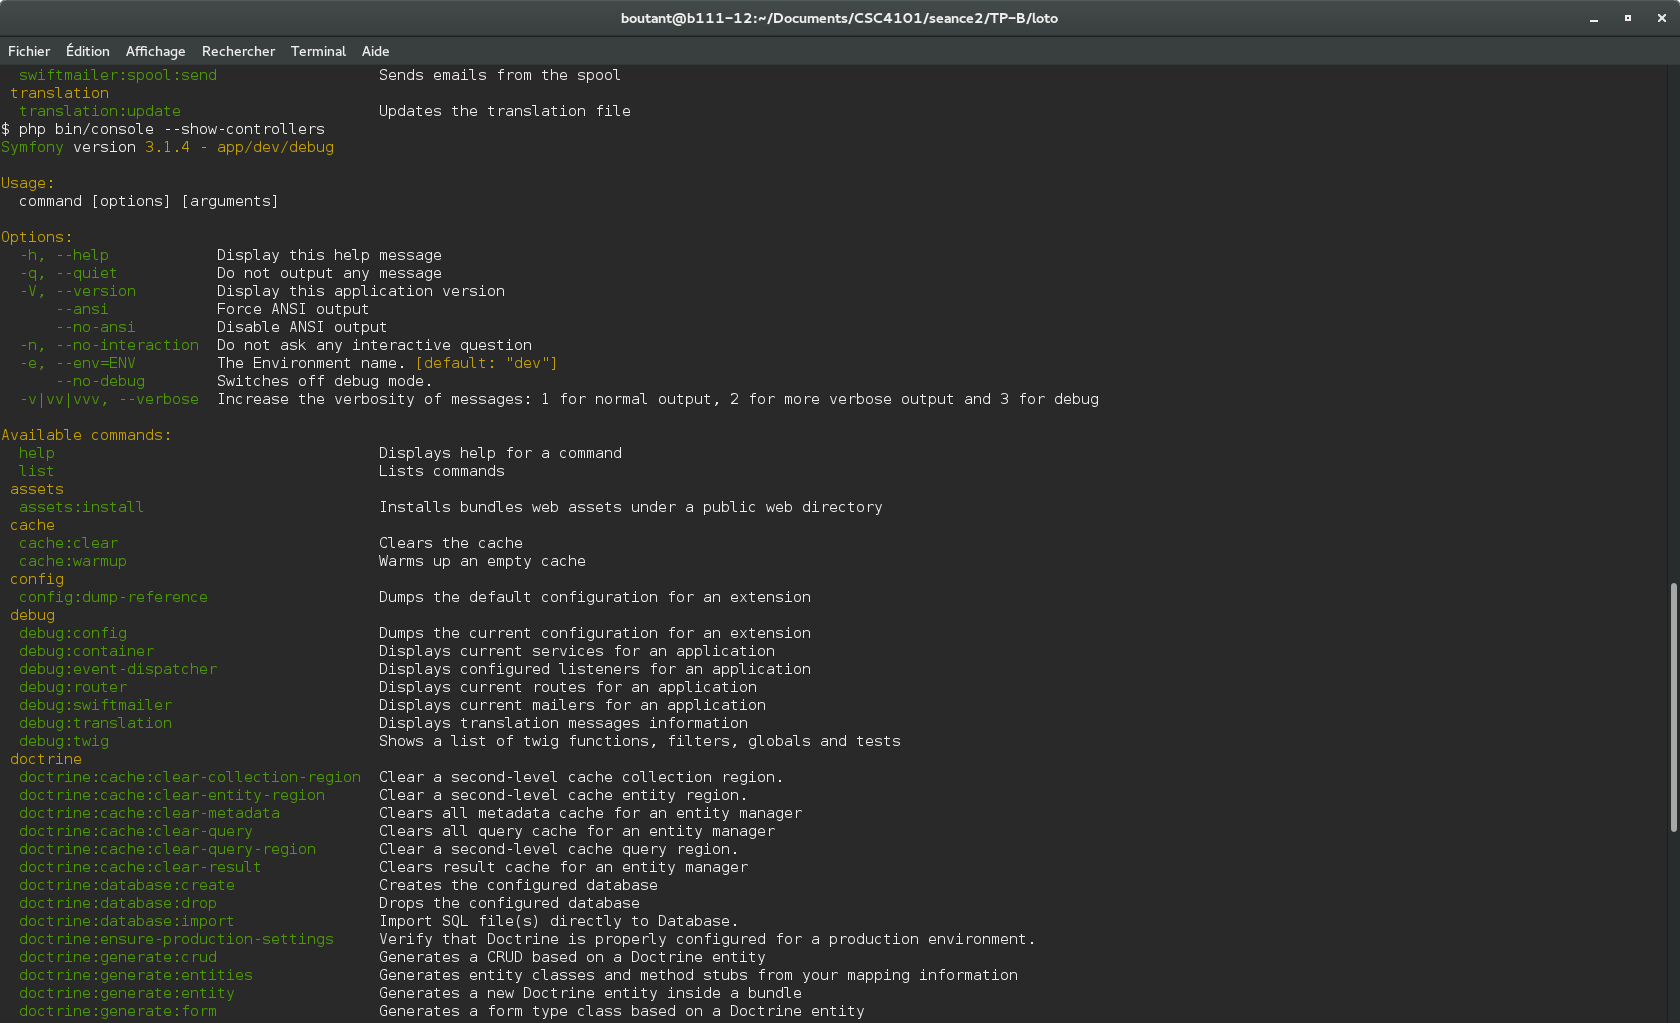 boutant@b111-12:~/Documents/CSC4101/seance2/TP-B/loto
Fichier Édition Affichage Rechercher Terminal Aide
swiftmailer:spool:send Sends emails from the spool
translation
translation:update Updates the translation file
$ php bin/console --show-controllers
Symfony version 3.1.4 - app/dev/debug
Usage:
command [options] [arguments]
Options:
-h, --help Display this help message
-q, --quiet Do not output any message
-V, --version Display this application version
--ansi Force ANSI output
--no-ansi Disable ANSI output
-n, --no-interaction Do not ask any interactive question
-e, --env=ENV The Environment name. [default: "dev"]
--no-debug Switches off debug mode.
-v|vv|vvv, --verbose Increase the verbosity of messages: 1 for normal output, 2 for more verbose output and 3 for debug
Available commands:
help Displays help for a command
list Lists commands
assets
assets:install Installs bundles web assets under a public web directory
cache
cache:clear Clears the cache
cache:warmup Warms up an empty cache
config
config:dump-reference Dumps the default configuration for an extension
debug
debug:config Dumps the current configuration for an extension
debug:container Displays current services for an application
debug:event-dispatcher Displays configured listeners for an application
debug:router Displays current routes for an application
debug:swiftmailer Displays current mailers for an application
debug:translation Displays translation messages information
debug:twig Shows a list of twig functions, filters, globals and tests
doctrine
doctrine:cache:clear-collection-region Clear a second-level cache collection region.
doctrine:cache:clear-entity-region Clear a second-level cache entity region.
doctrine:cache:clear-metadata Clears all metadata cache for an entity manager
doctrine:cache:clear-query Clears all query cache for an entity manager
doctrine:cache:clear-query-region Clear a second-level cache query region.
doctrine:cache:clear-result Clears result cache for an entity manager
doctrine:database:create Creates the configured database
doctrine:database:drop Drops the configured database
doctrine:database:import Import SQL file(s) directly to Database.
doctrine:ensure-production-settings Verify that Doctrine is properly configured for a production environment.
doctrine:generate:crud Generates a CRUD based on a Doctrine entity
doctrine:generate:entities Generates entity classes and method stubs from your mapping information
doctrine:generate:entity Generates a new Doctrine entity inside a bundle
doctrine:generate:form Generates a form type class based on a Doctrine entity